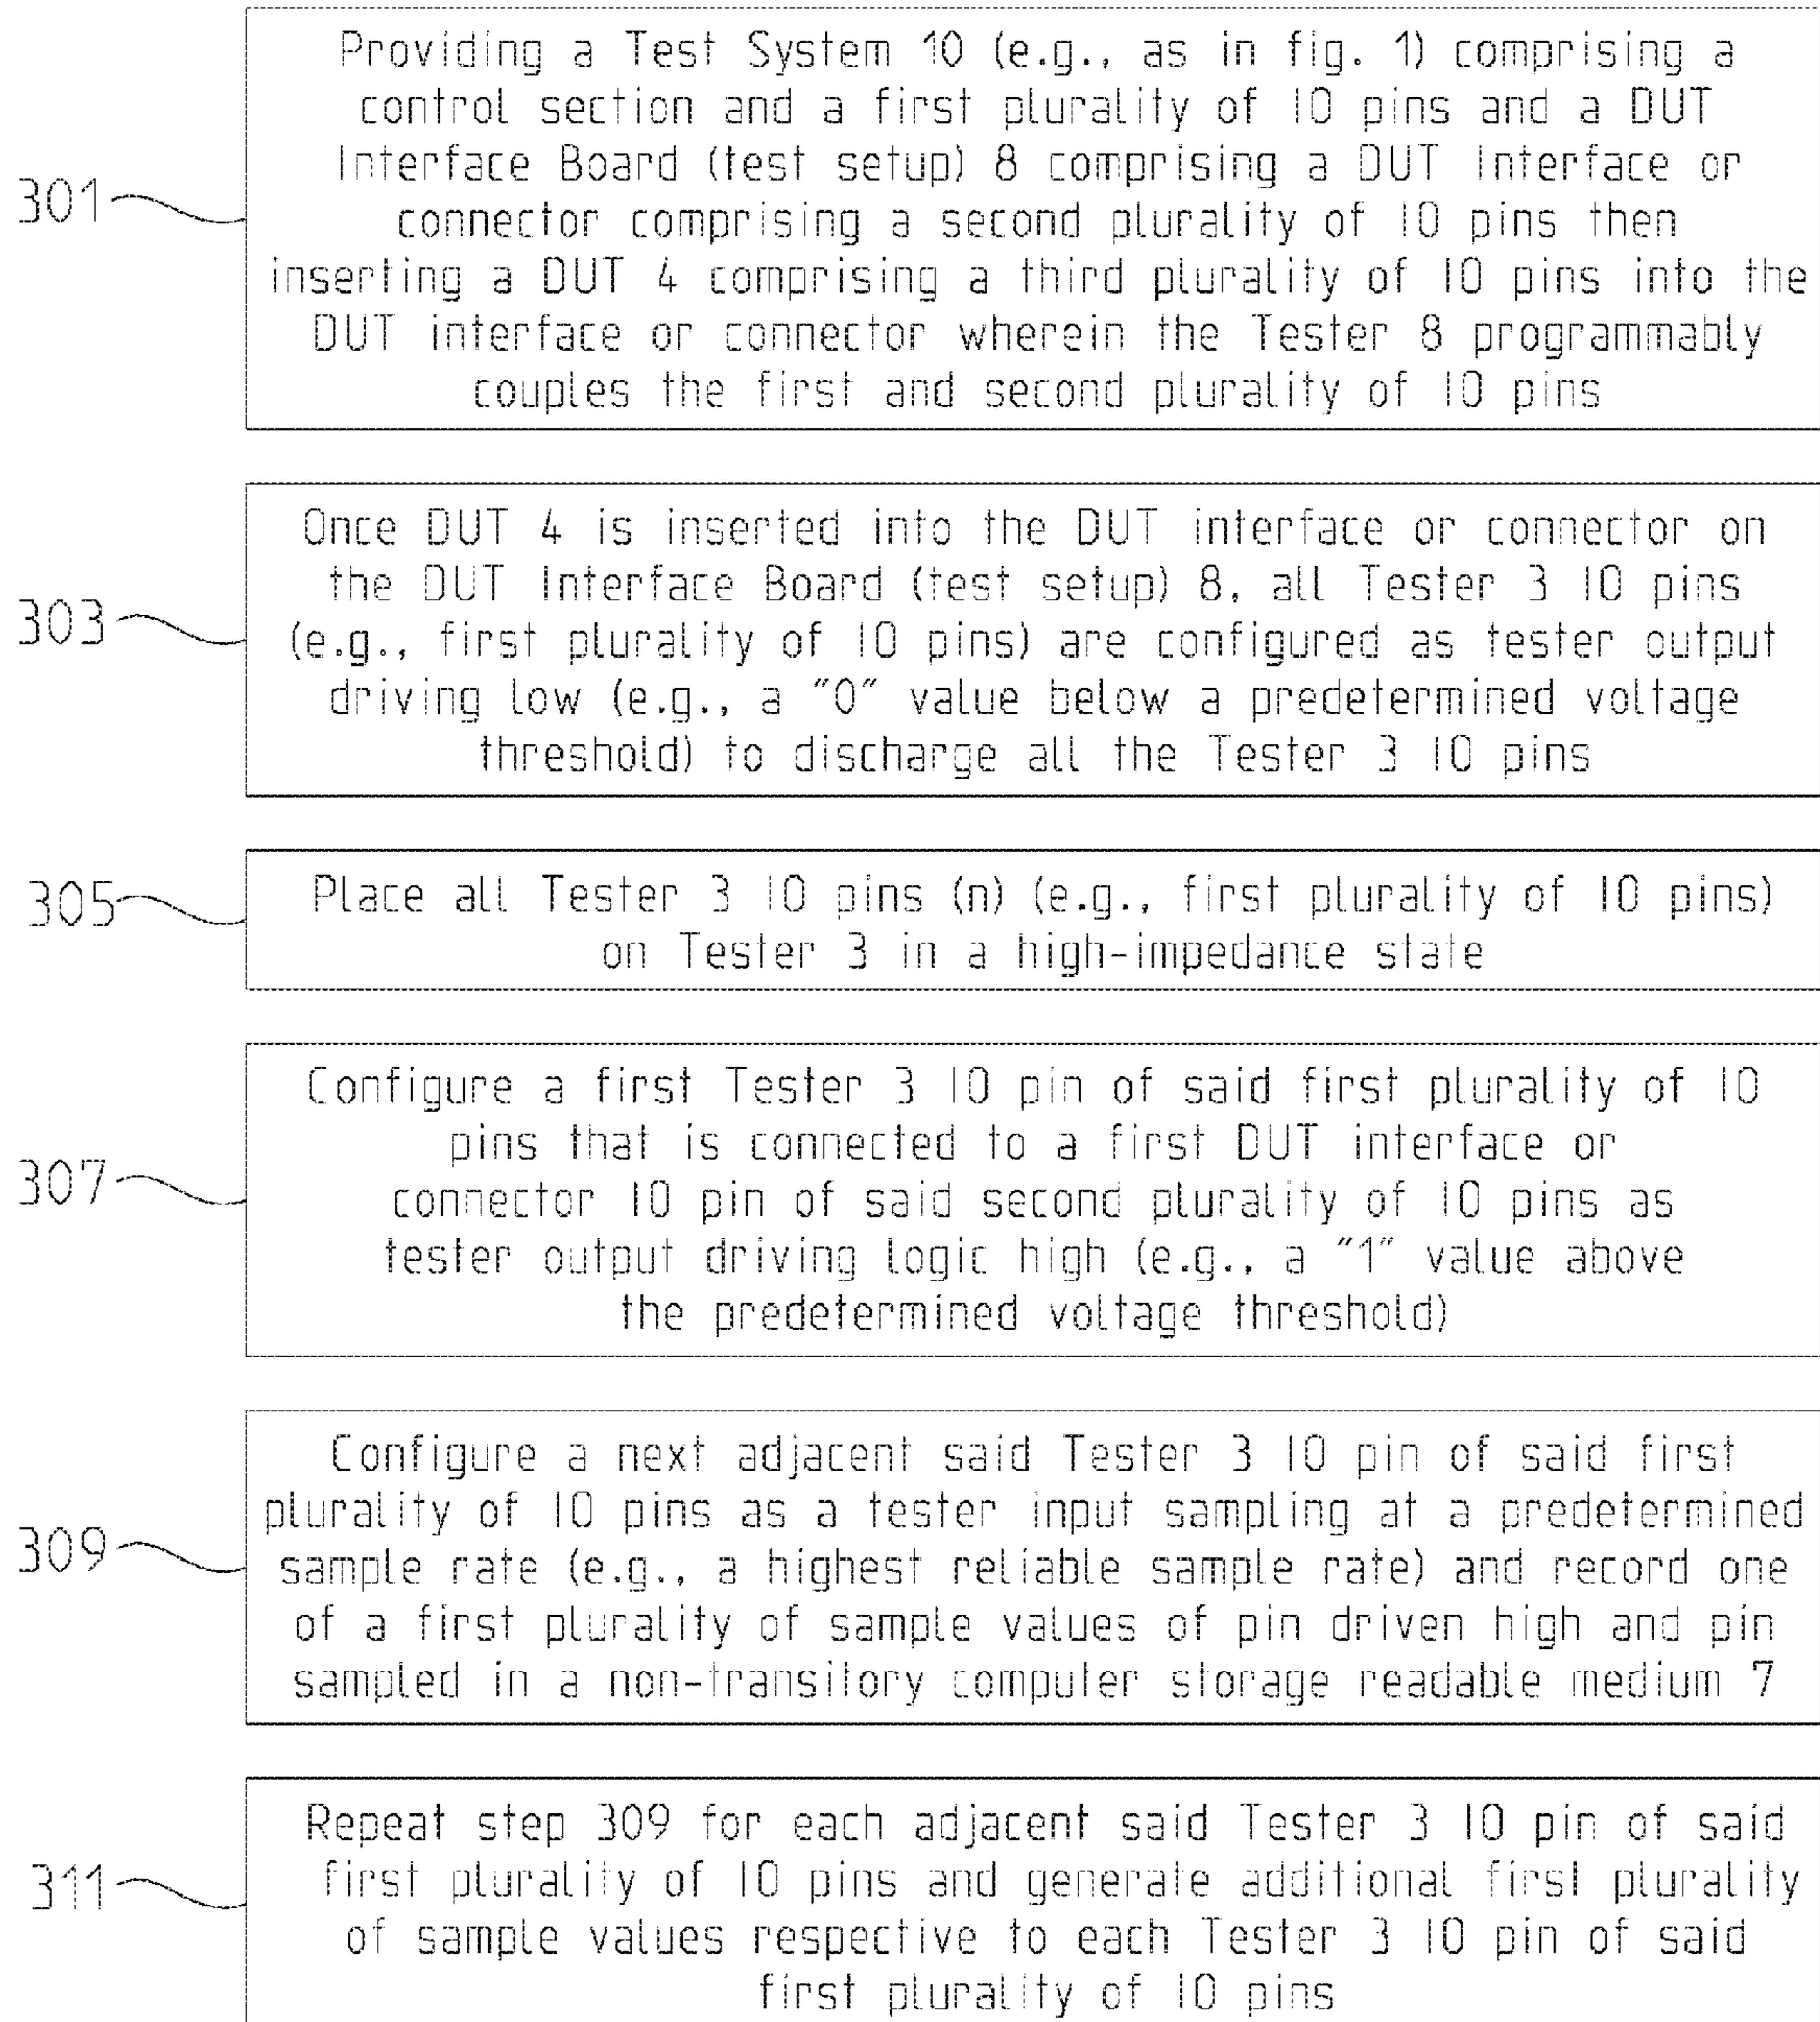 301
Providing a Test System 10 (e.g., as in fig. 1) comprising a
control section and a first plurality of IO pins and a DUT
Interface Board (test setup) 8 comprising a DUT Interface or
connector comprising a second plurality of IO pins then
inserting a DUT 4 comprising a third plurality of IO pins into the
DUT interface or connector wherein the Tester 8 programmably
couples the first and second plurality of IO pins
303
Once DUT 4 is inserted into the DUT interface or connector on
the DUT Interface Board (test setup) 8, all Tester 3 IO pins
(e.g., first plurality of IO pins) are configured as tester output
driving low (e.g., a "0" value below a predetermined voltage
threshold) to discharge all the Tester 3 IO pins
305
Place all Tester 3 IO pins (n) (e.g., first plurality of IO pins)
on Tester 3 in a high-impedance state
307
Configure a first Tester 3 IO pin of said first plurality of IO
pins that is connected to a first DUT interface or
connector IO pin of said second plurality of IO pins as
tester output driving logic high (e.g., a "1" value above
the predetermined voltage threshold)
309
Configure a next adjacent said Tester 3 IO pin of said first
plurality of IO pins as a tester input sampling at a predetermined
sample rate (e.g., a highest reliable sample rate) and record one
of a first plurality of sample values of pin driven high and pin
sampled in a non-transitory computer storage readable medium 7
311
Repeat step 309 for each adjacent said Tester 3 IO pin of said
first plurality of IO pins and generate additional first plurality
of sample values respective to each Tester 3 IO pin of said
first plurality of IO pins